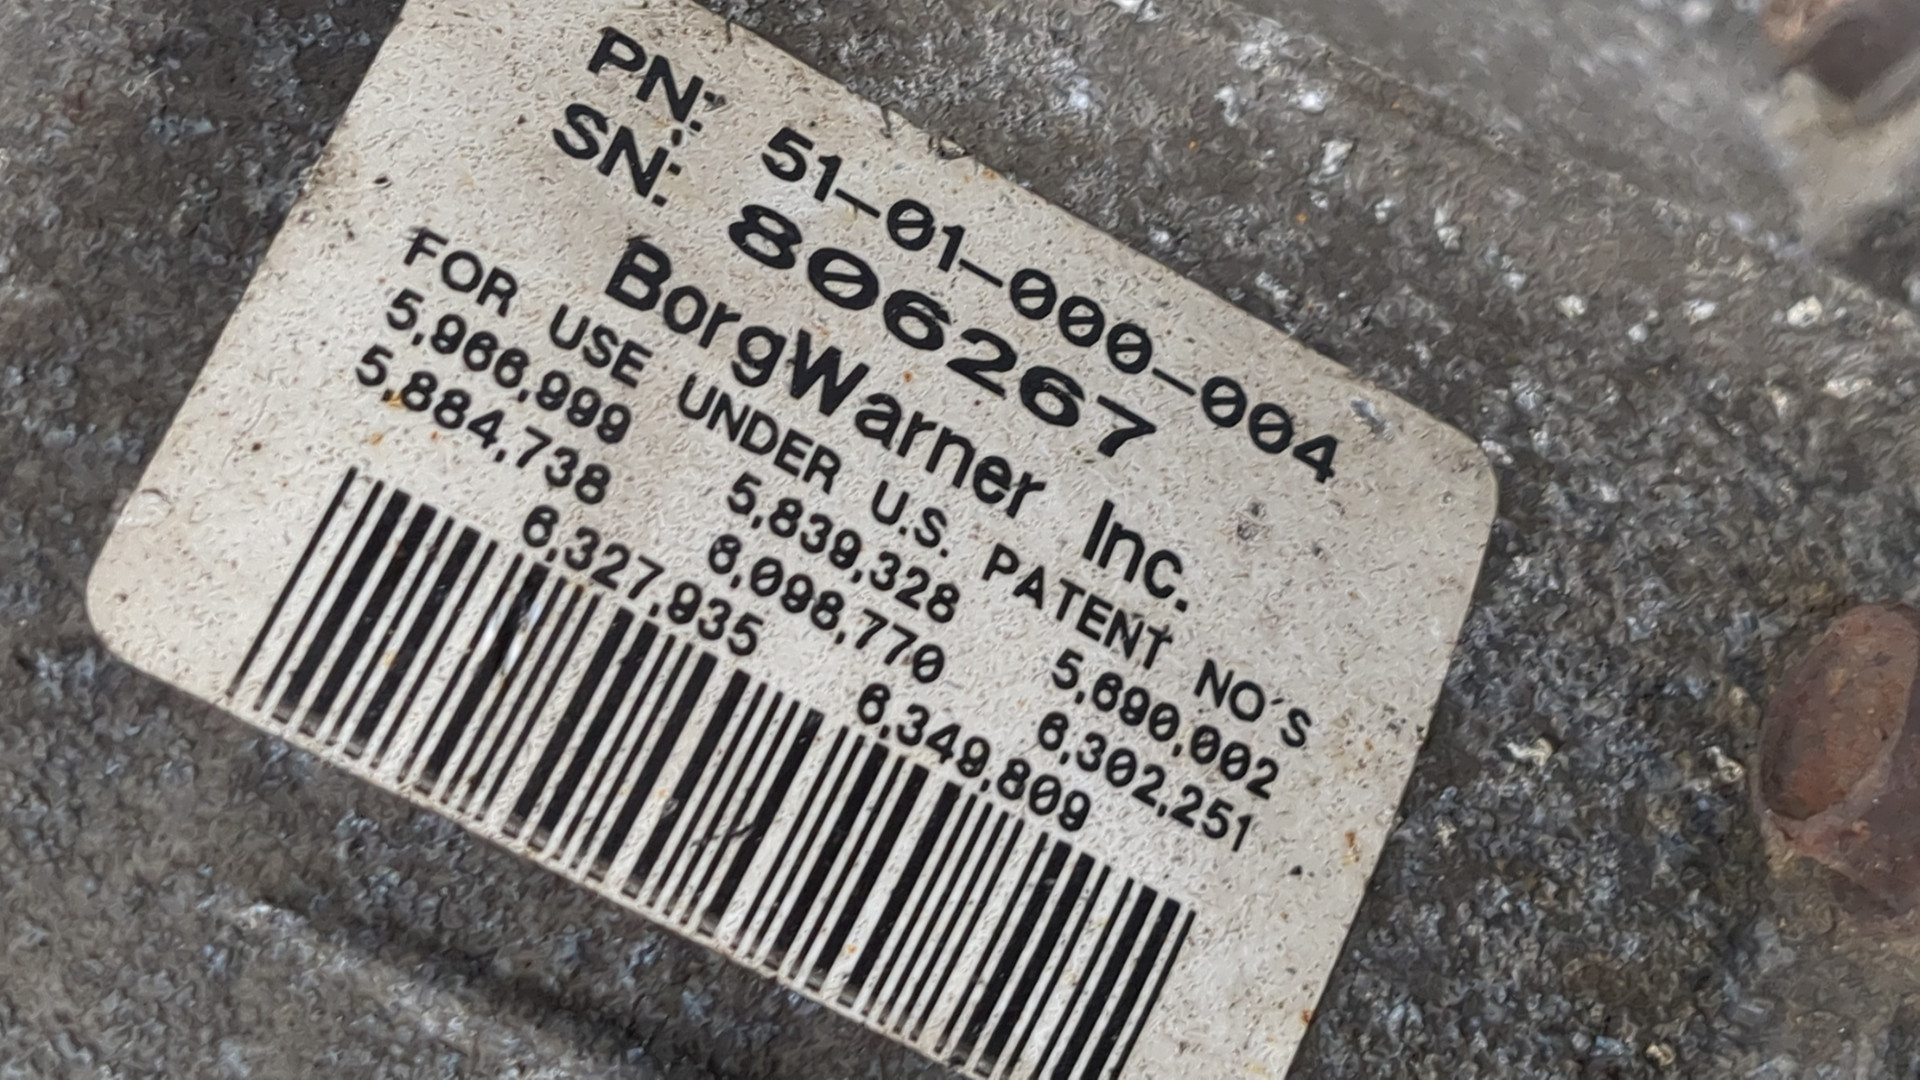 PN: 51-01-000-004
SN: 806267
BorgWarner Inc.
FOR USE UNDER U.S. PATENT NO'S
5,966,999 5,839,328 5,690,002
5,884,738 6,098,770 6,302,251
6,327,935 6,349,809